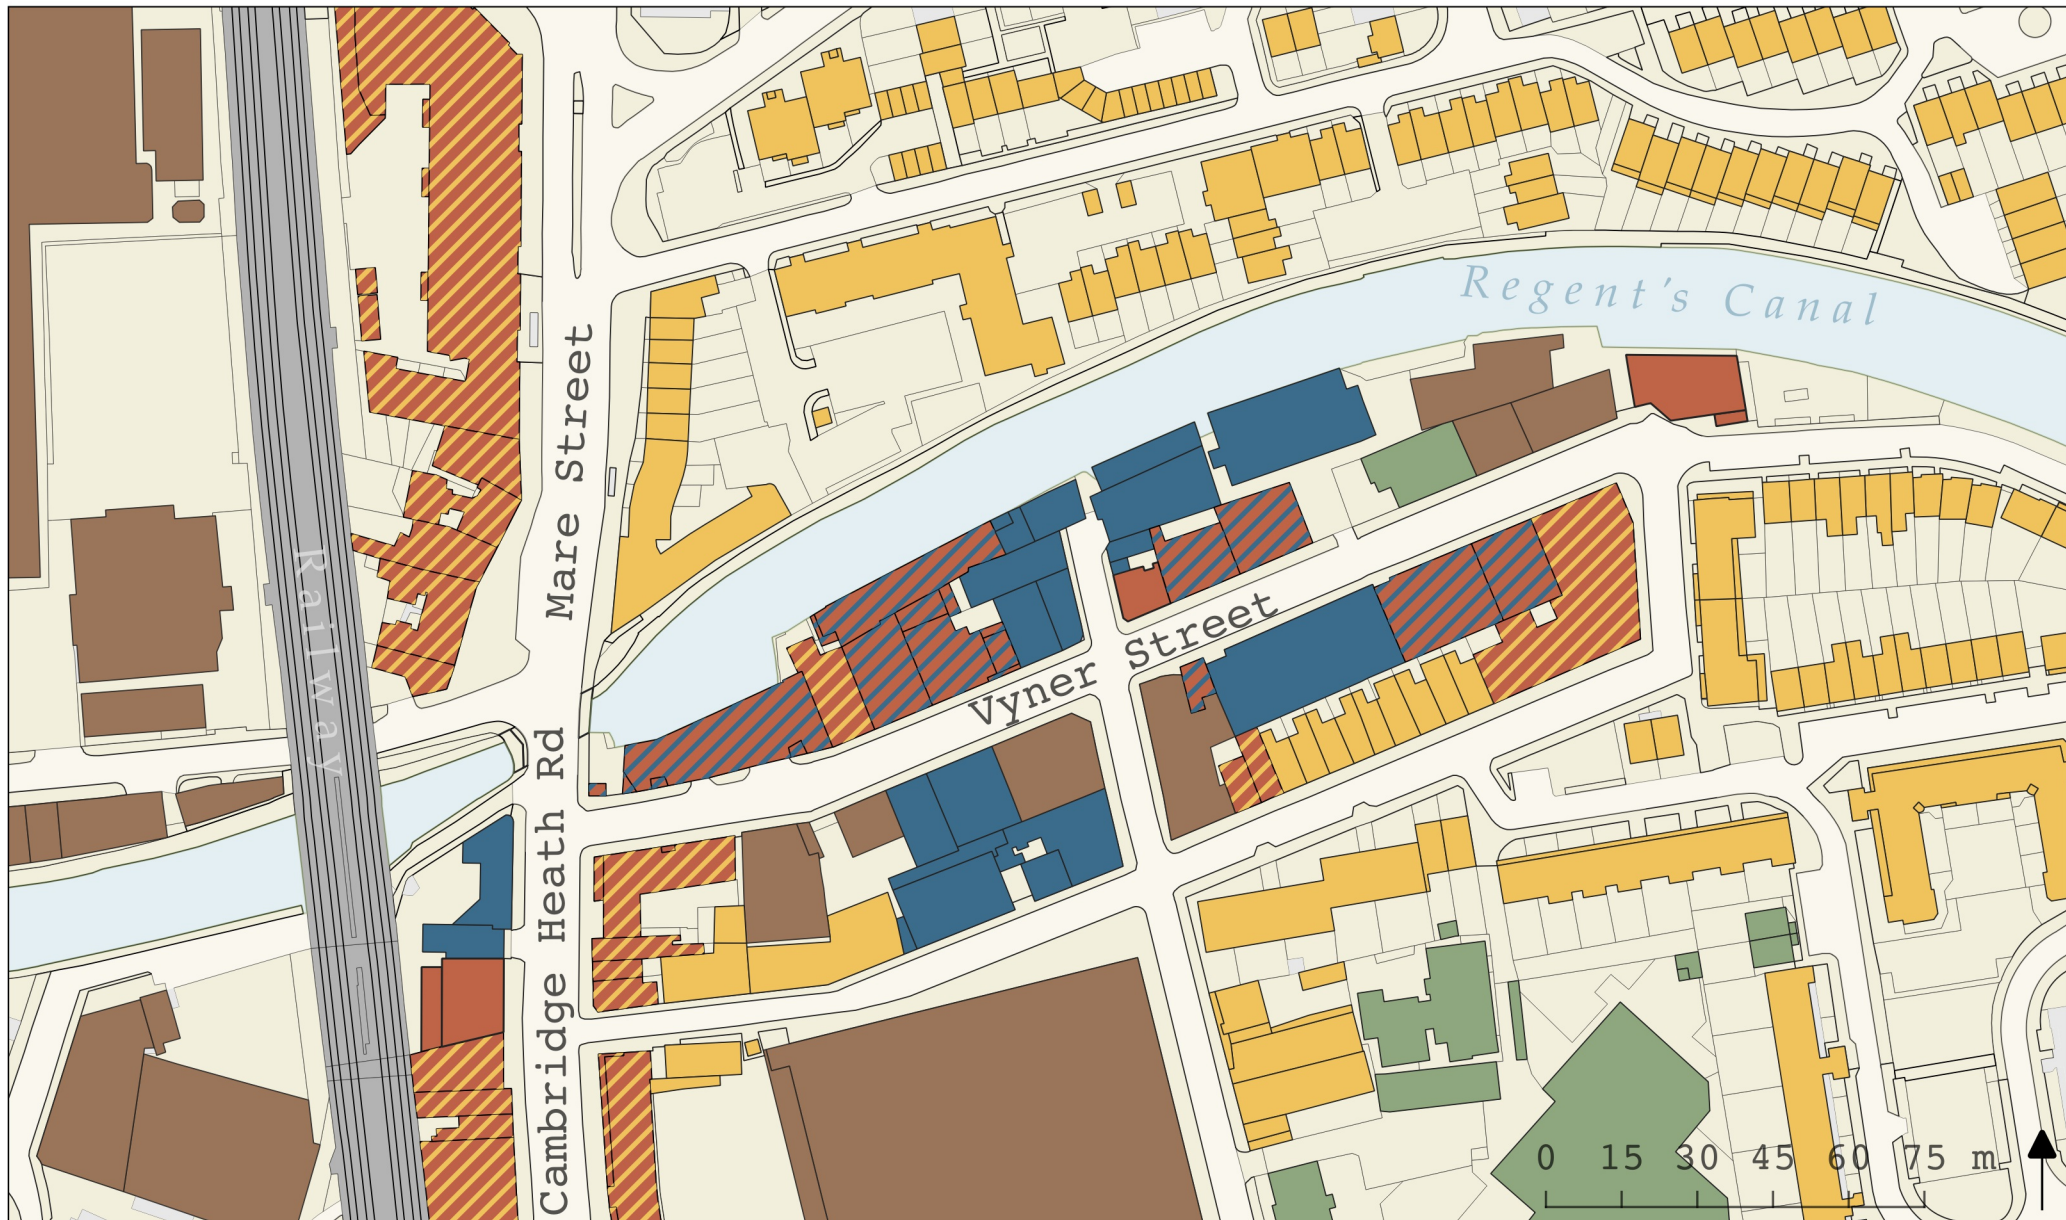 Regent's Canal
Mare Street
Railway
Vyner Street
Cambridge Heath Rd
0 15 30 45 60 75 m